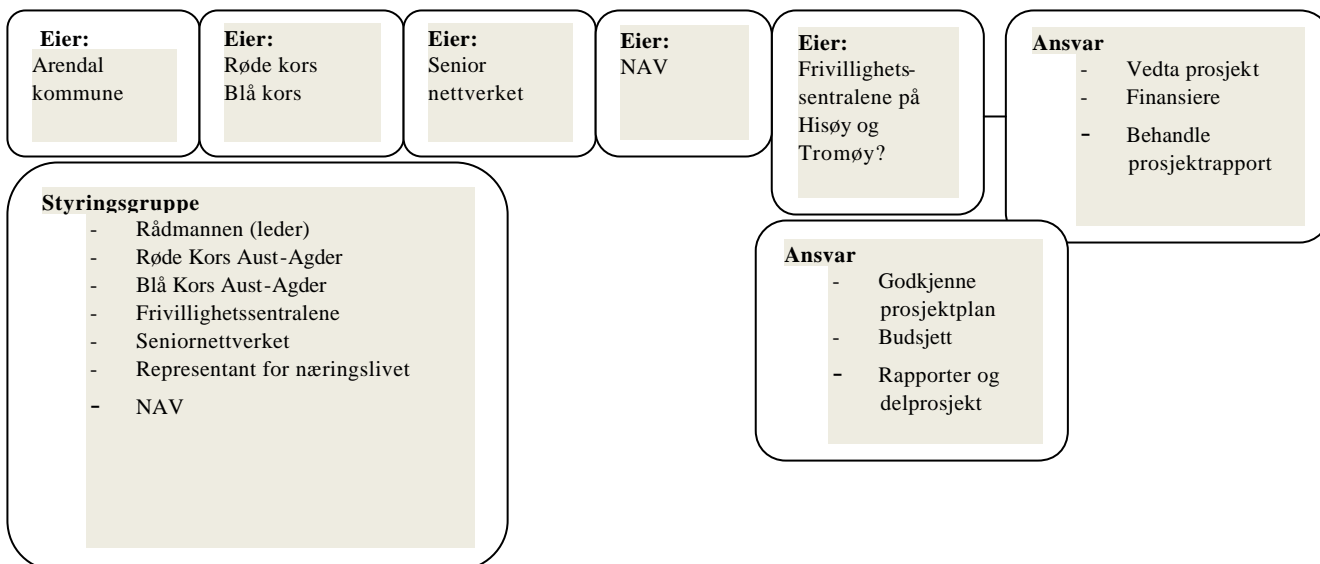 Eier:
Arendal
kommune
Eier:
Røde kors
Blå kors
Eier:
Senior
nettverket
Eier:
NAV
Eier:
Frivillighets-
sentralene på
Hisøy og
Tromøy?
Ansvar
- Vedta prosjekt
- Finansiere
- Behandle
prosjektrapport
Styringsgruppe
- Rådmannen (leder)
- Røde Kors Aust-Agder
- Blå Kors Aust-Agder
- Frivillighetssentralene
- Seniornettverket
- Representant for næringslivet
- NAV
Ansvar
- Godkjenne
prosjektplan
- Budsjett
- Rapporter og
delprosjekt